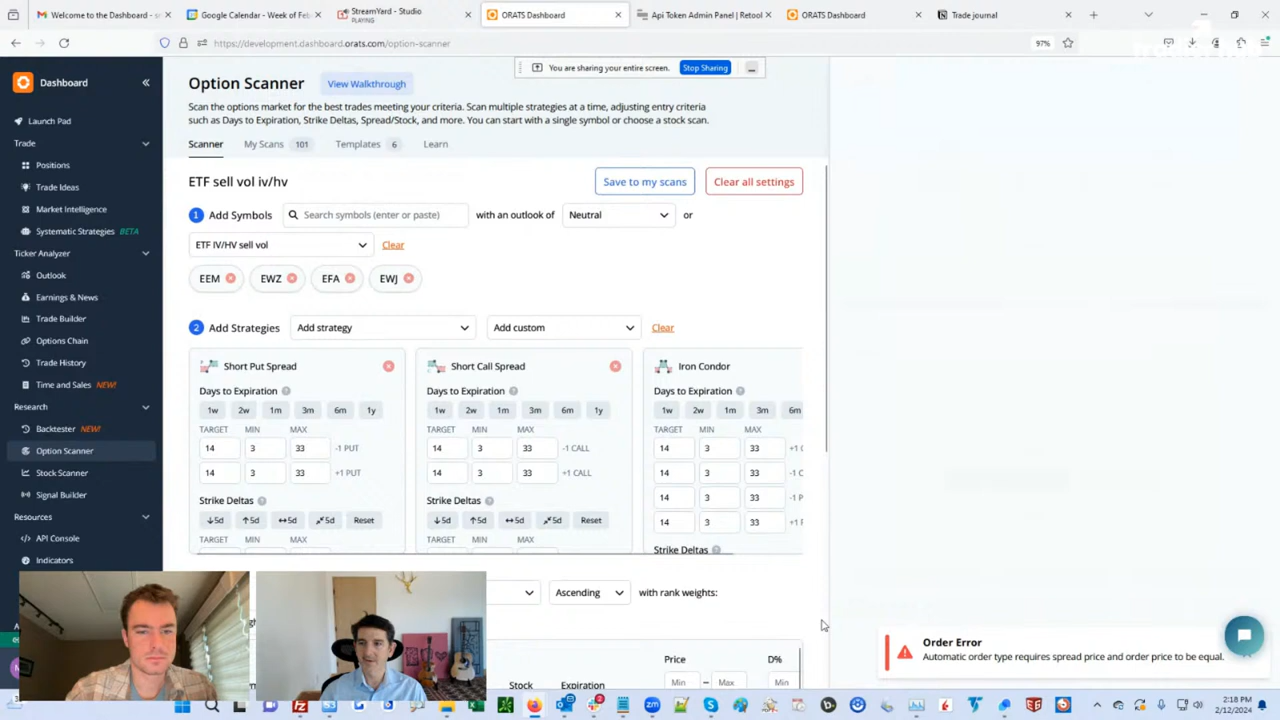 Welcome to the Dashboard - s
Google Calendar - Week of Feb
StreamYard - Studio
PLAYING
ORATS Dashboard
Api Token Admin Panel | Retool
ORATS Dashboard
Trade journal
https://development.dashboard.orats.com/option-scanner
97%
You are sharing your entire screen.
Stop Sharing
Dashboard
Launch Pad
Trade
Positions
Trade Ideas
Market Intelligence
Systematic Strategies BETA
Ticker Analyzer
Outlook
Earnings & News
Trade Builder
Options Chain
Trade History
Time and Sales NEW!
Research
Backtester NEW!
Option Scanner
Stock Scanner
Signal Builder
Resources
API Console
Indicators
Option Scanner
View Walkthrough
Scan the options market for the best trades meeting your criteria. Scan multiple strategies at a time, adjusting entry criteria
such as Days to Expiration, Strike Deltas, Spread/Stock, and more. You can start with a single symbol or choose a stock scan.
Scanner My Scans 101 Templates 6 Learn
ETF sell vol iv/hv
Save to my scans
Clear all settings
1 Add Symbols Search symbols (enter or paste) with an outlook of Neutral or
ETF IV/HV sell vol Clear
EEM EWZ EFA EWJ
2 Add Strategies Add strategy Add custom Clear
Short Put Spread
Days to Expiration
1w 2w 1m 3m 6m 1y
TARGET MIN MAX
14 3 33 -1 PUT
14 3 33 +1 PUT
Strike Deltas
↓5d ↑5d ↔5d 5d Reset
TARGET MIN MAX
Short Call Spread
Days to Expiration
1w 2w 1m 3m 6m 1y
TARGET MIN MAX
14 3 33 -1 CALL
14 3 33 +1 CALL
Strike Deltas
↓5d ↑5d ↔5d 5d Reset
TARGET MIN MAX
Iron Condor
Days to Expiration
1w 2w 1m 3m 6m
TARGET MIN MAX
14 3 33 +1 C
14 3 33 -1 C
14 3 33 -1 P
14 3 33 +1 P
Strike Deltas
Ascending with rank weights:
Price D%
Stock Expiration Min – Max Min
Order Error
Automatic order type requires spread price and order price to be equal.
2:18 PM
2/12/2024